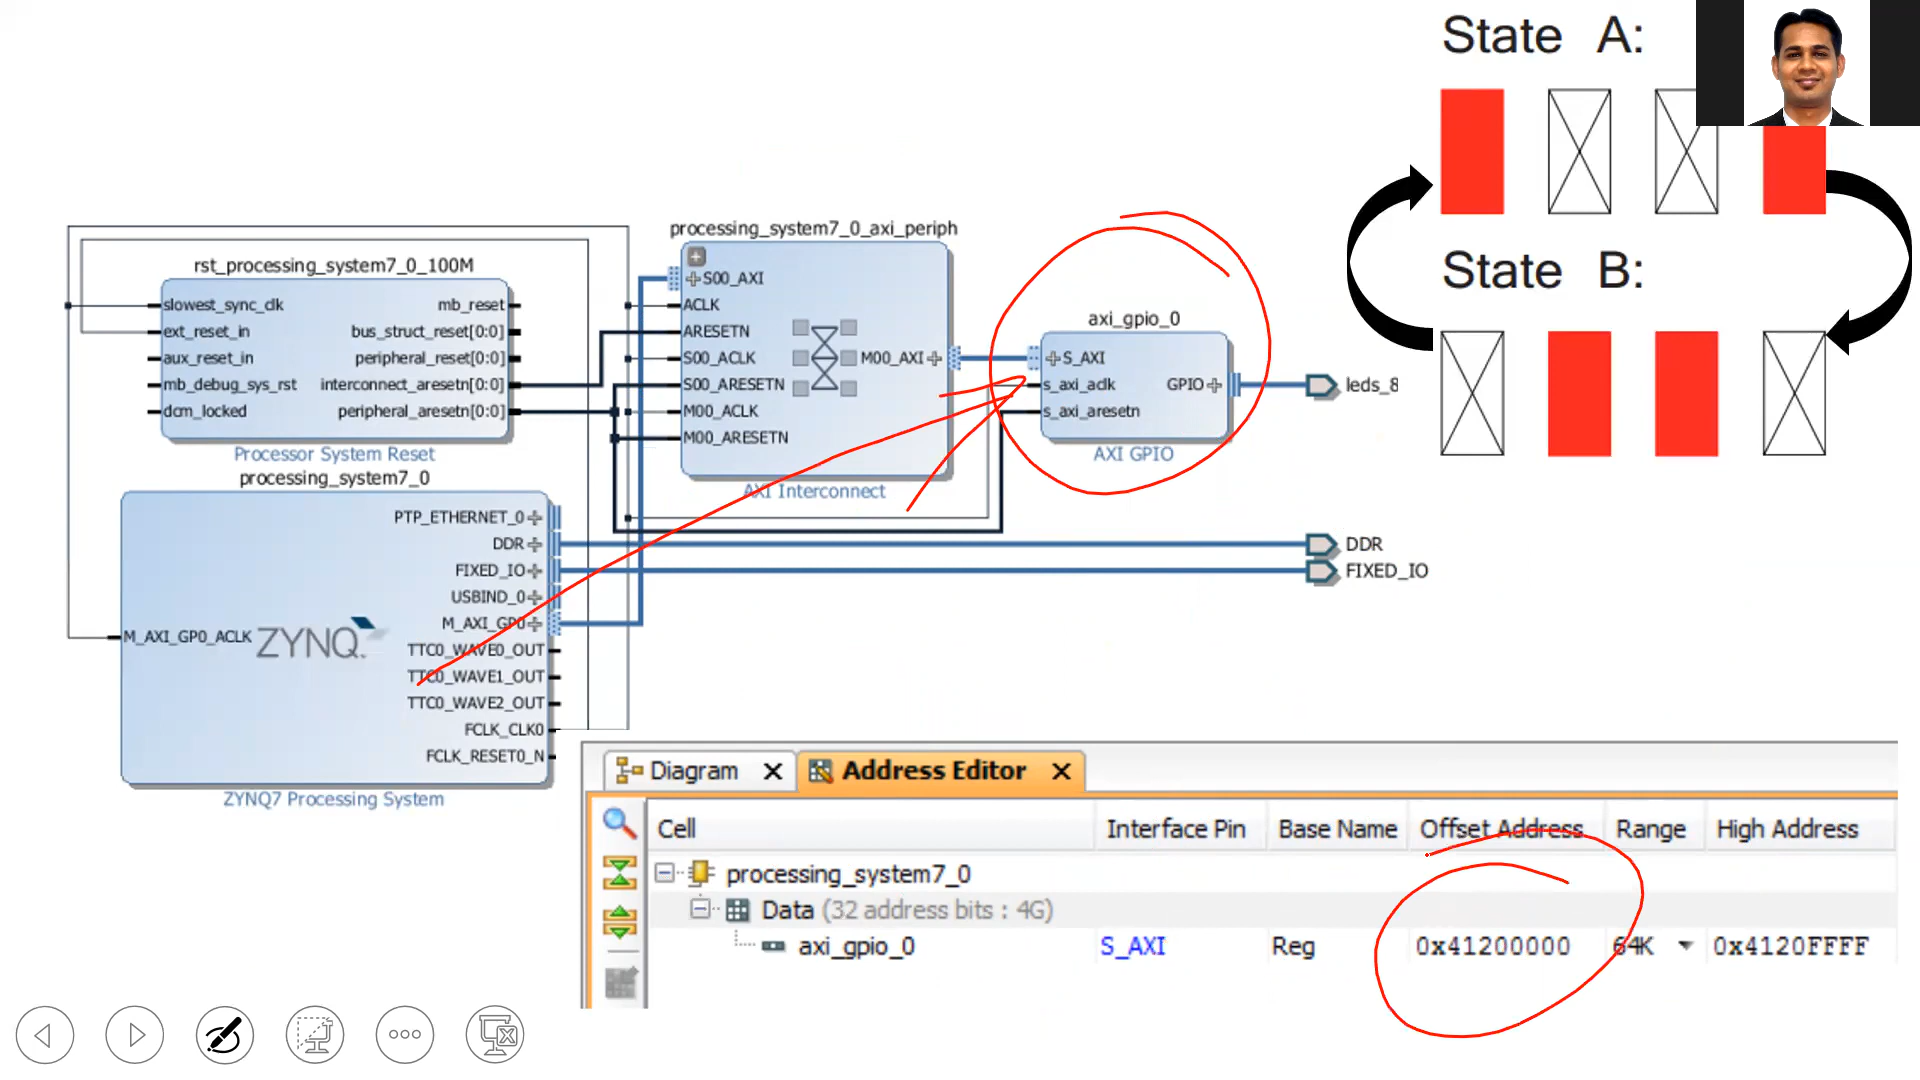 State A:
State B:
rst_processing_system7_0_100M
slowest_sync_clk
ext_reset_in
aux_reset_in
mb_debug_sys_rst
dcm_locked
mb_reset
bus_struct_reset[0:0]
peripheral_reset[0:0]
interconnect_aresetn[0:0]
peripheral_aresetn[0:0]
Processor System Reset
processing_system7_0_axi_periph
S00_AXI
ACLK
ARESETN
S00_ACLK
S00_ARESETN
M00_ACLK
M00_ARESETN
M00_AXI
AXI Interconnect
axi_gpio_0
S_AXI
s_axi_aclk
s_axi_aresetn
GPIO
AXI GPIO
leds_8
processing_system7_0
PTP_ETHERNET_0
DDR
FIXED_IO
USBIND_0
M_AXI_GP0
TTC0_WAVE0_OUT
TTC0_WAVE1_OUT
TTC0_WAVE2_OUT
FCLK_CLK0
FCLK_RESET0_N
M_AXI_GP0_ACLK
ZYNQ
ZYNQ7 Processing System
DDR
FIXED_IO
Diagram
Address Editor
Cell Interface Pin Base Name Offset Address Range High Address
processing_system7_0
Data (32 address bits : 4G)
axi_gpio_0 S_AXI Reg 0x41200000 64K 0x4120FFFF